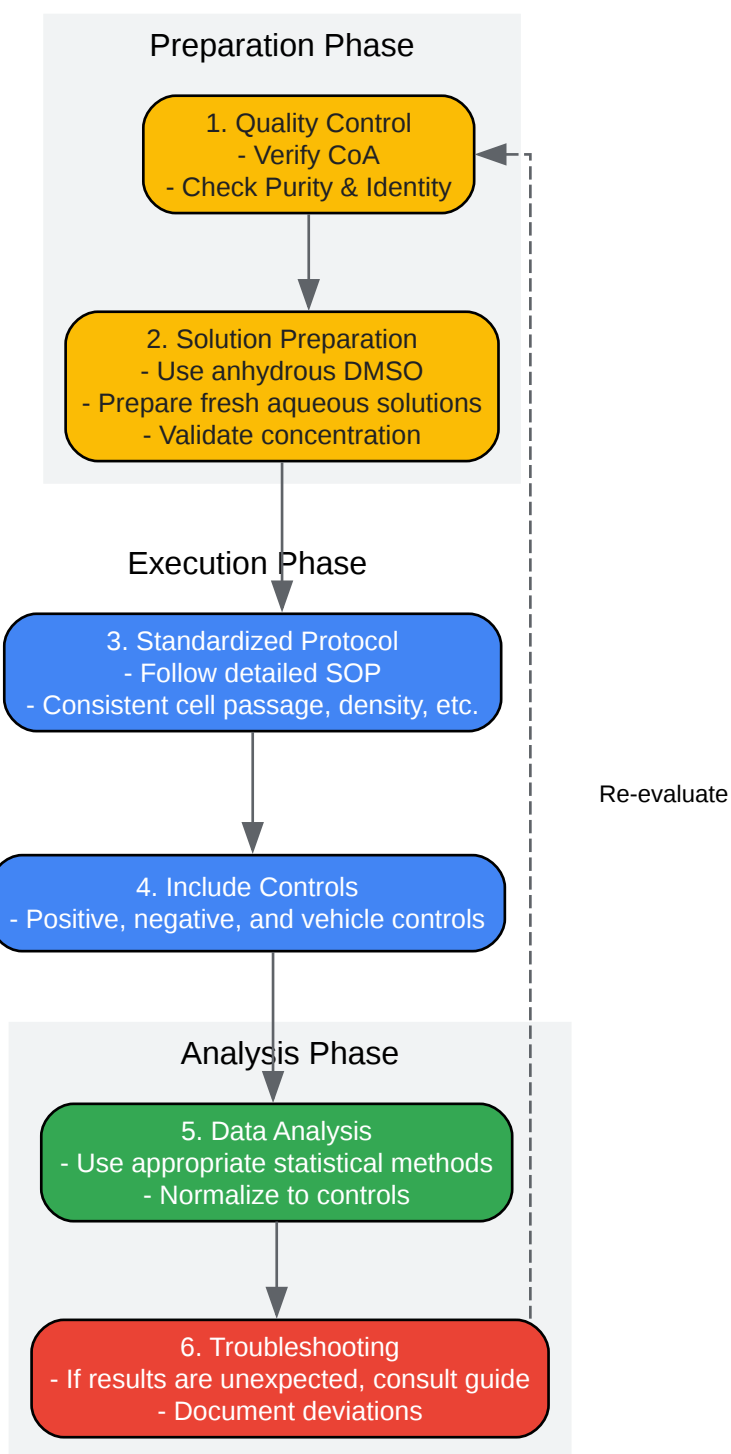 Preparation Phase
1. Quality Control
- Verify CoA
- Check Purity & Identity
2. Solution Preparation
- Use anhydrous DMSO
- Prepare fresh aqueous solutions
- Validate concentration
Execution Phase
3. Standardized Protocol
- Follow detailed SOP
- Consistent cell passage, density, etc.
Re-evaluate
4. Include Controls
- Positive, negative, and vehicle controls
Analysis Phase
5. Data Analysis
- Use appropriate statistical methods
- Normalize to controls
6. Troubleshooting
- If results are unexpected, consult guide
- Document deviations